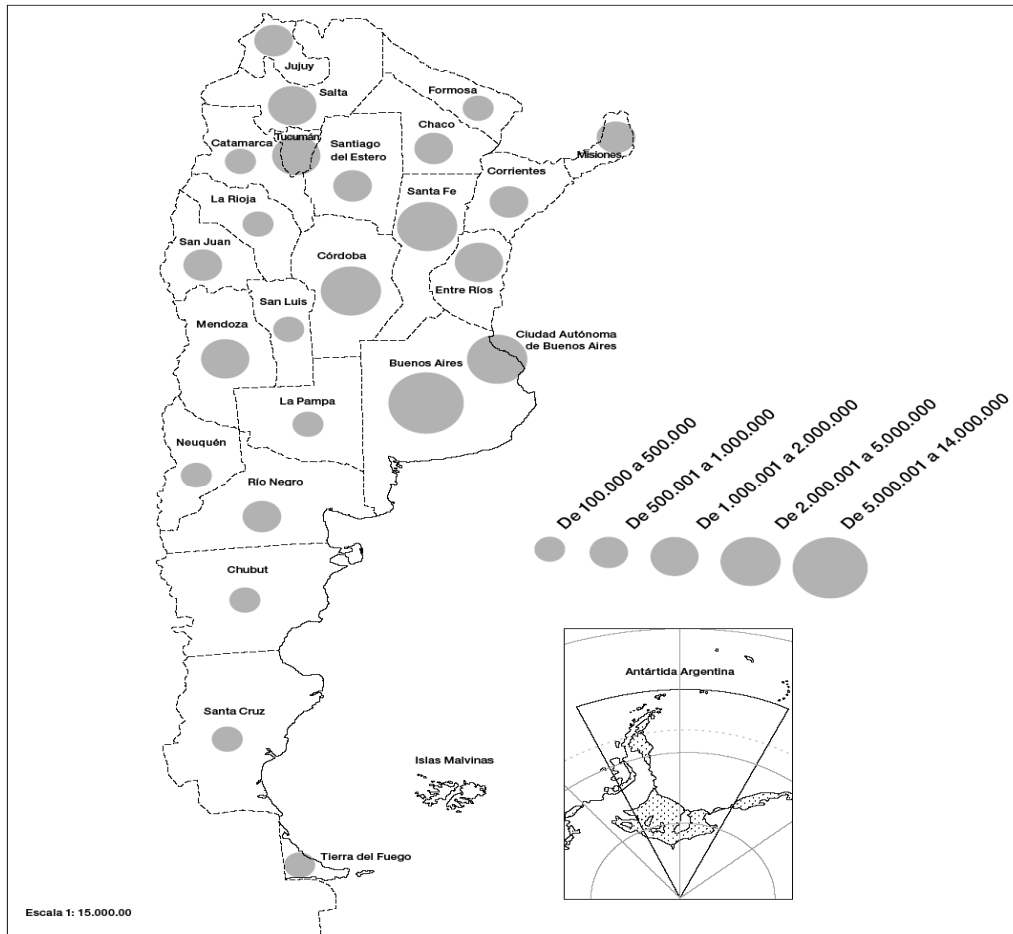 Jujuy
Salta
Formosa
Chaco
Tucumán
Catamarca
Santiago
del Estero
Misiones
Corrientes
La Rioja
Santa Fe
San Juan
Córdoba
Entre Ríos
San Luis
Mendoza
Ciudad Autónoma
de Buenos Aires
Buenos Aires
La Pampa
Neuquén
Río Negro
De 100.000 a 500.000
De 500.001 a 1.000.000
De 1.000.001 a 2.000.000
De 2.000.001 a 5.000.000
De 5.000.001 a 14.000.000
Chubut
Antártida Argentina
Santa Cruz
Islas Malvinas
Tierra del Fuego
Escala 1: 15.000.00